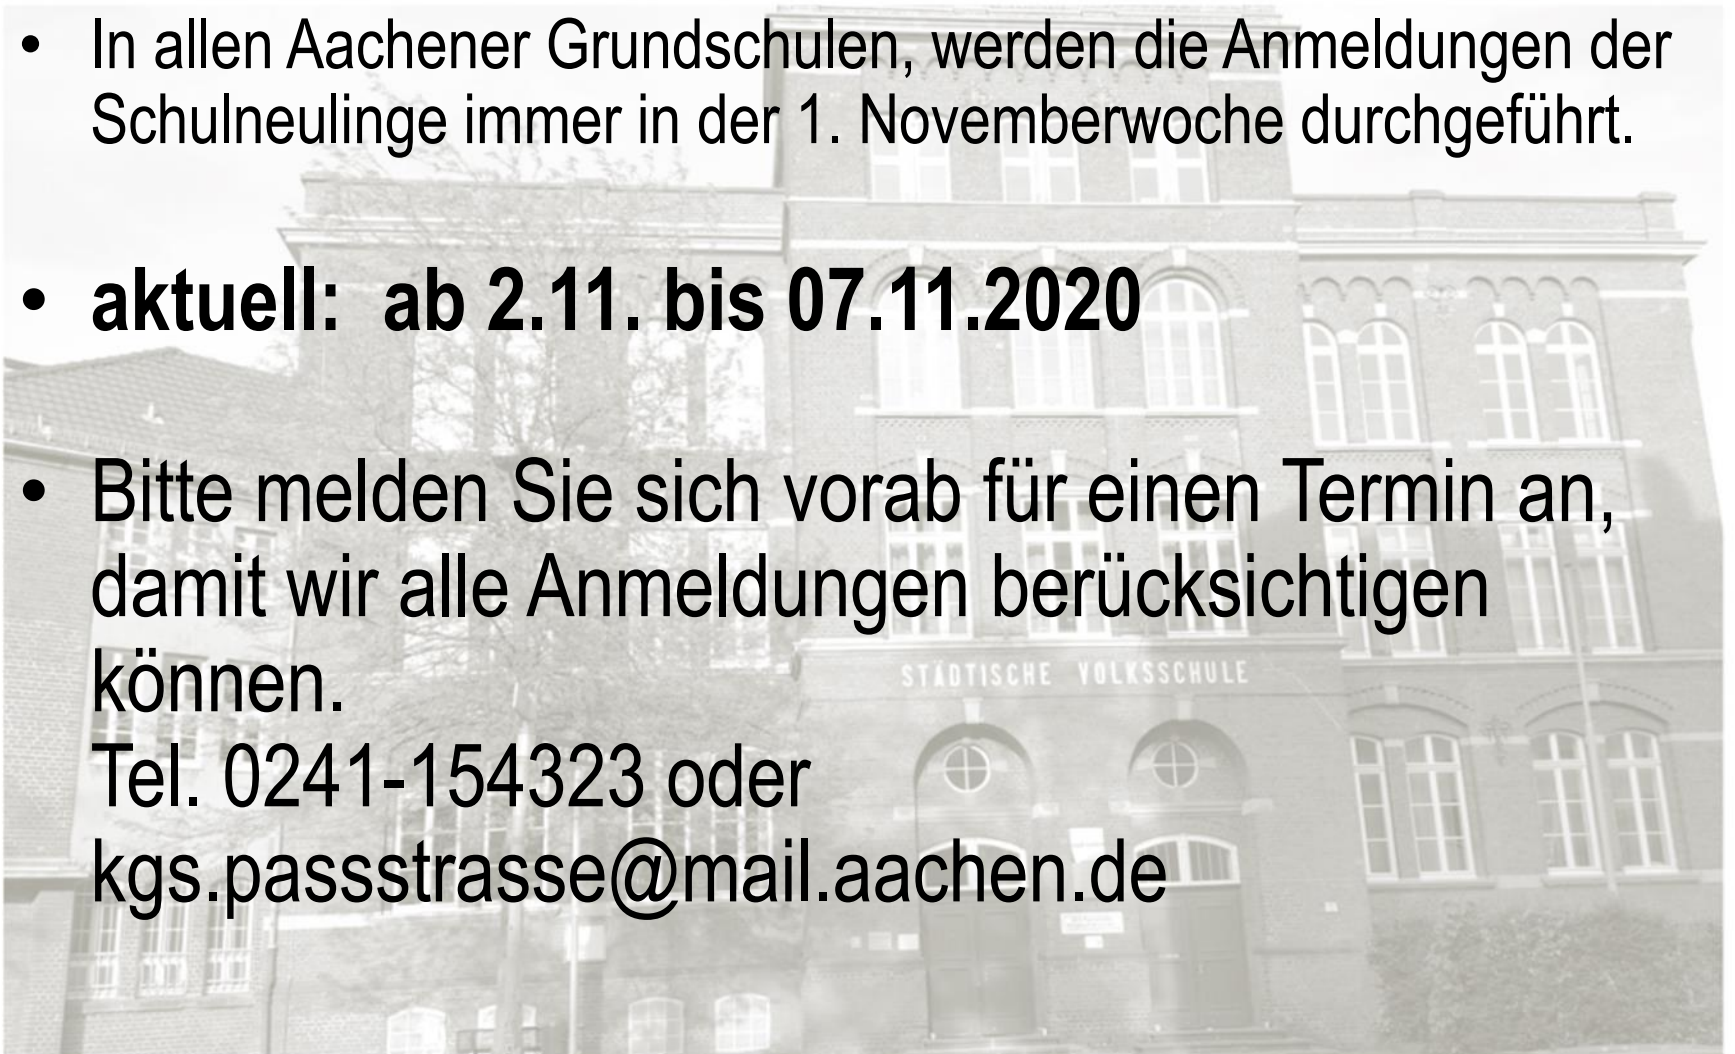 • In allen Aachener Grundschulen, werden die Anmeldungen der
Schulneulinge immer in der 1. Novemberwoche durchgeführt.
• aktuell:  ab 2.11. bis 07.11.2020
• Bitte melden Sie sich vorab für einen Termin an,
damit wir alle Anmeldungen berücksichtigen
können.
STÄDTISCHE VOLKSSCHULE
Tel. 0241-154323 oder
kgs.passstrasse@mail.aachen.de